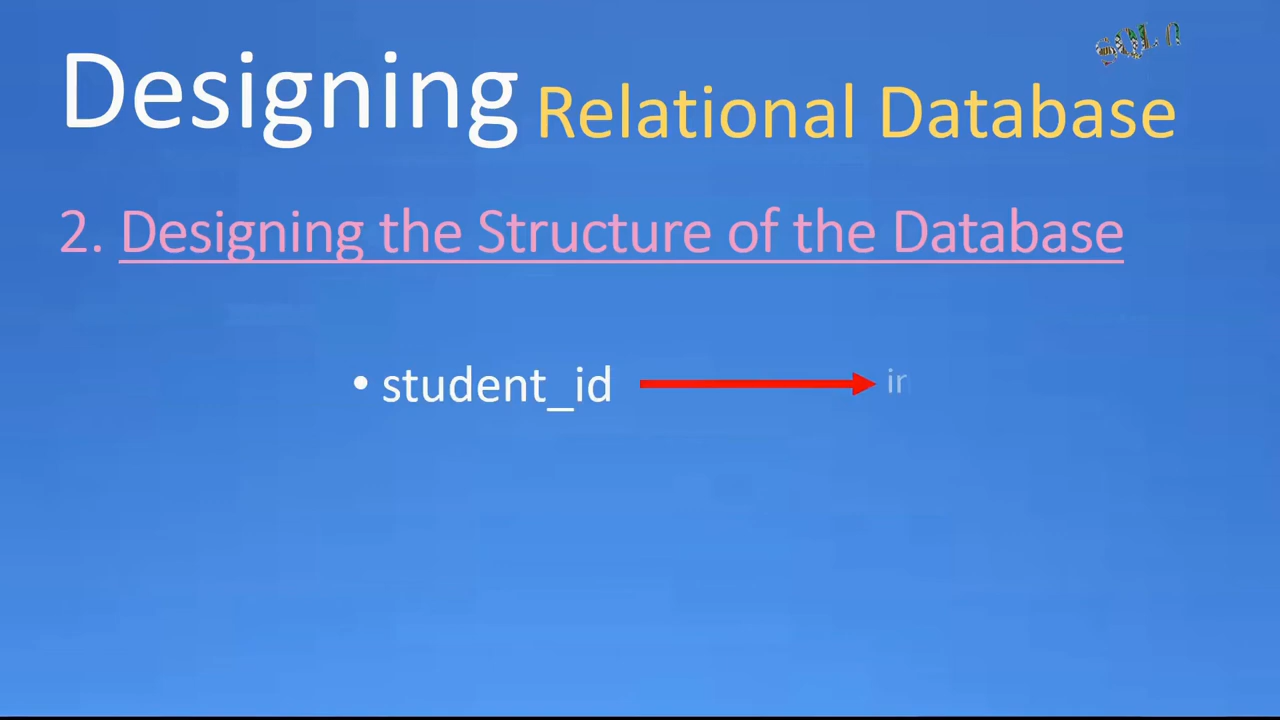 Designing Relational Database
2. Designing the Structure of the Database
• student_id